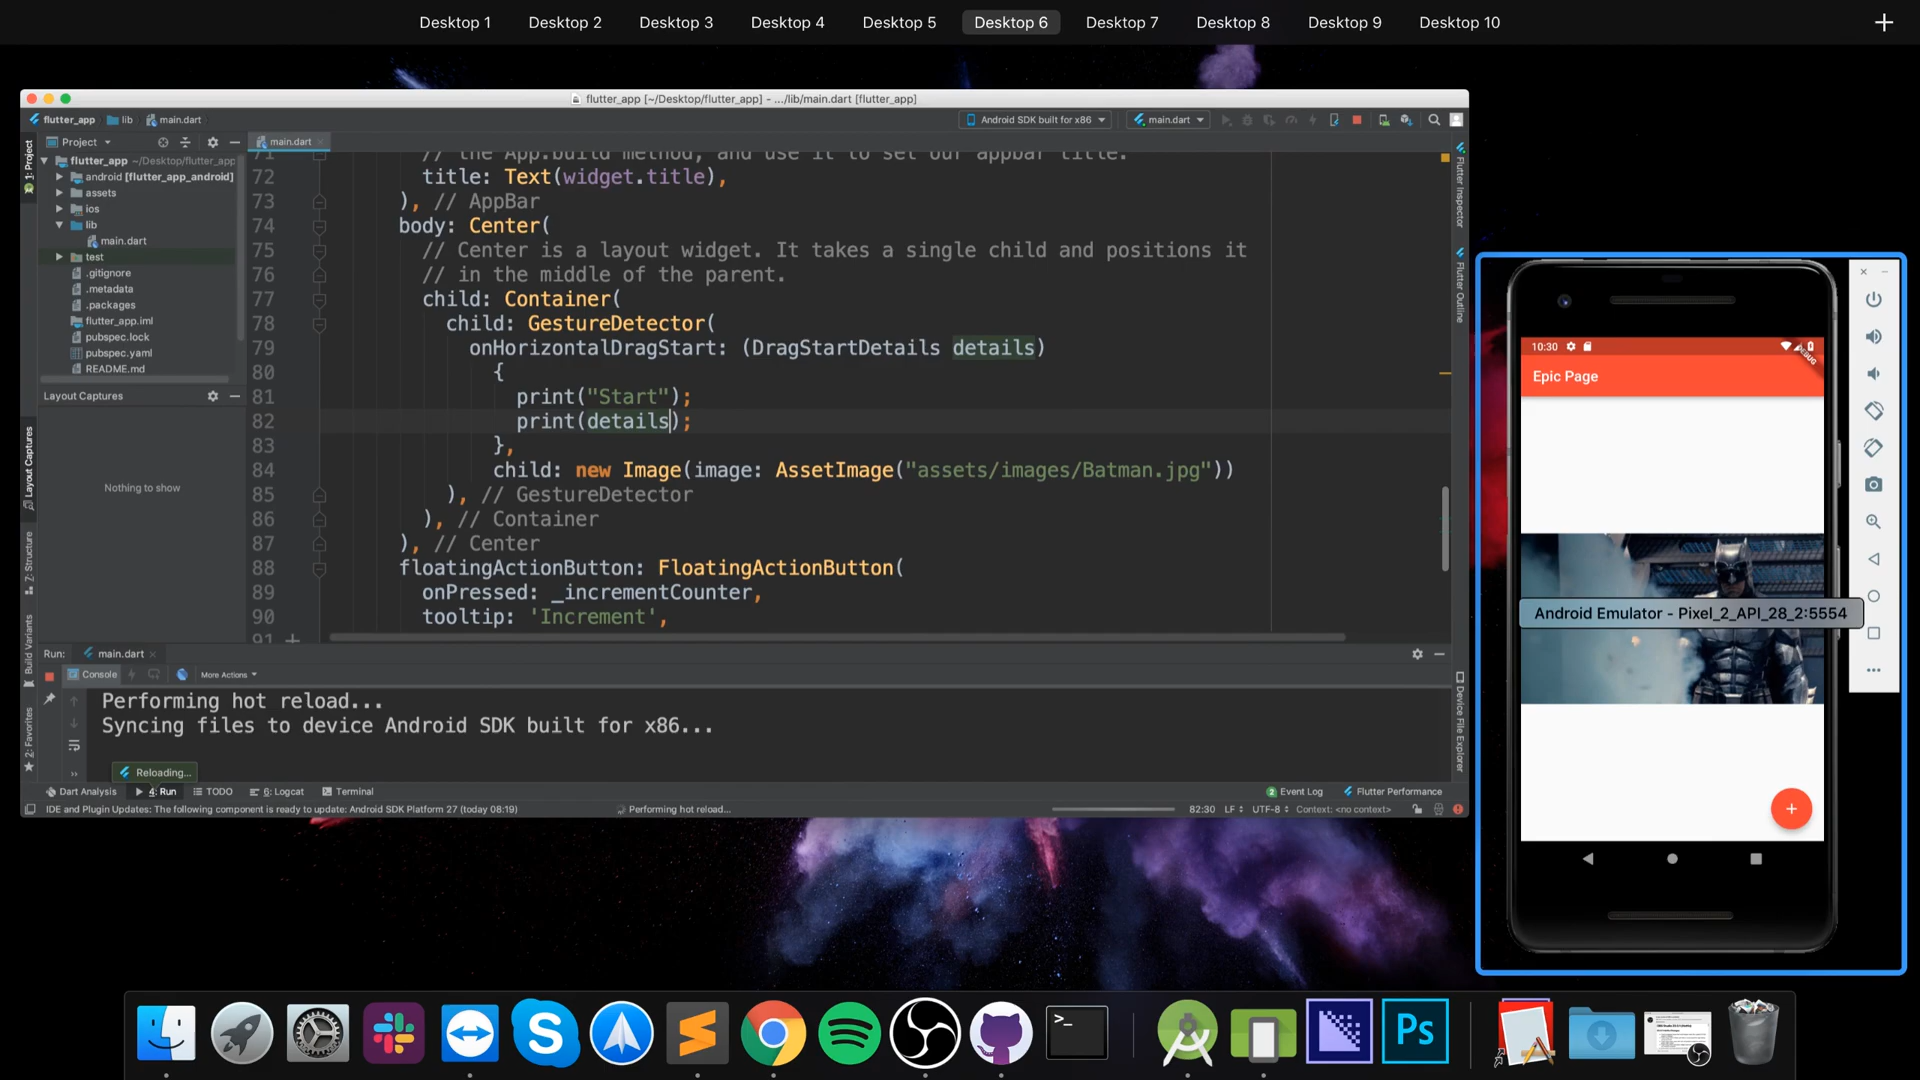 Desktop 1 Desktop 2 Desktop 3 Desktop 4 Desktop 5 Desktop 6 Desktop 7 Desktop 8 Desktop 9 Desktop 10
flutter_app [~/Desktop/flutter_app] - .../lib/main.dart [flutter_app]
flutter_app lib main.dart Android SDK built for x86 main.dart
Project main.dart
1: Project
flutter_app ~/Desktop/flutter_app
android [flutter_app_android]
assets
ios
lib
main.dart
test
.gitignore
.metadata
.packages
flutter_app.iml
pubspec.lock
pubspec.yaml
README.md
Layout Captures
Nothing to show
Layout Captures
7: Structure
Build Variants
2: Favorites
71 // the App.build method, and use it to set our appbar title.
72 title: Text(widget.title),
73 ), // AppBar
74 body: Center(
75 // Center is a layout widget. It takes a single child and positions it
76 // in the middle of the parent.
77 child: Container(
78 child: GestureDetector(
79 onHorizontalDragStart: (DragStartDetails details)
80 {
81 print("Start");
82 print(details);
83 },
84 child: new Image(image: AssetImage("assets/images/Batman.jpg"))
85 ), // GestureDetector
86 ), // Container
87 ), // Center
88 floatingActionButton: FloatingActionButton(
89 onPressed: _incrementCounter,
90 tooltip: 'Increment',
91
Flutter Inspector
Flutter Outline
Device File Explorer
Run: main.dart
Console More Actions
Performing hot reload...
Syncing files to device Android SDK built for x86...
Reloading...
Dart Analysis 4: Run TODO 6: Logcat Terminal 2 Event Log Flutter Performance
IDE and Plugin Updates: The following component is ready to update: Android SDK Platform 27 (today 08:19) Performing hot reload... 82:30 LF UTF-8 Context: <no context>
10:30
DEBUG
Epic Page
Android Emulator - Pixel_2_API_28_2:5554
>_
Ps